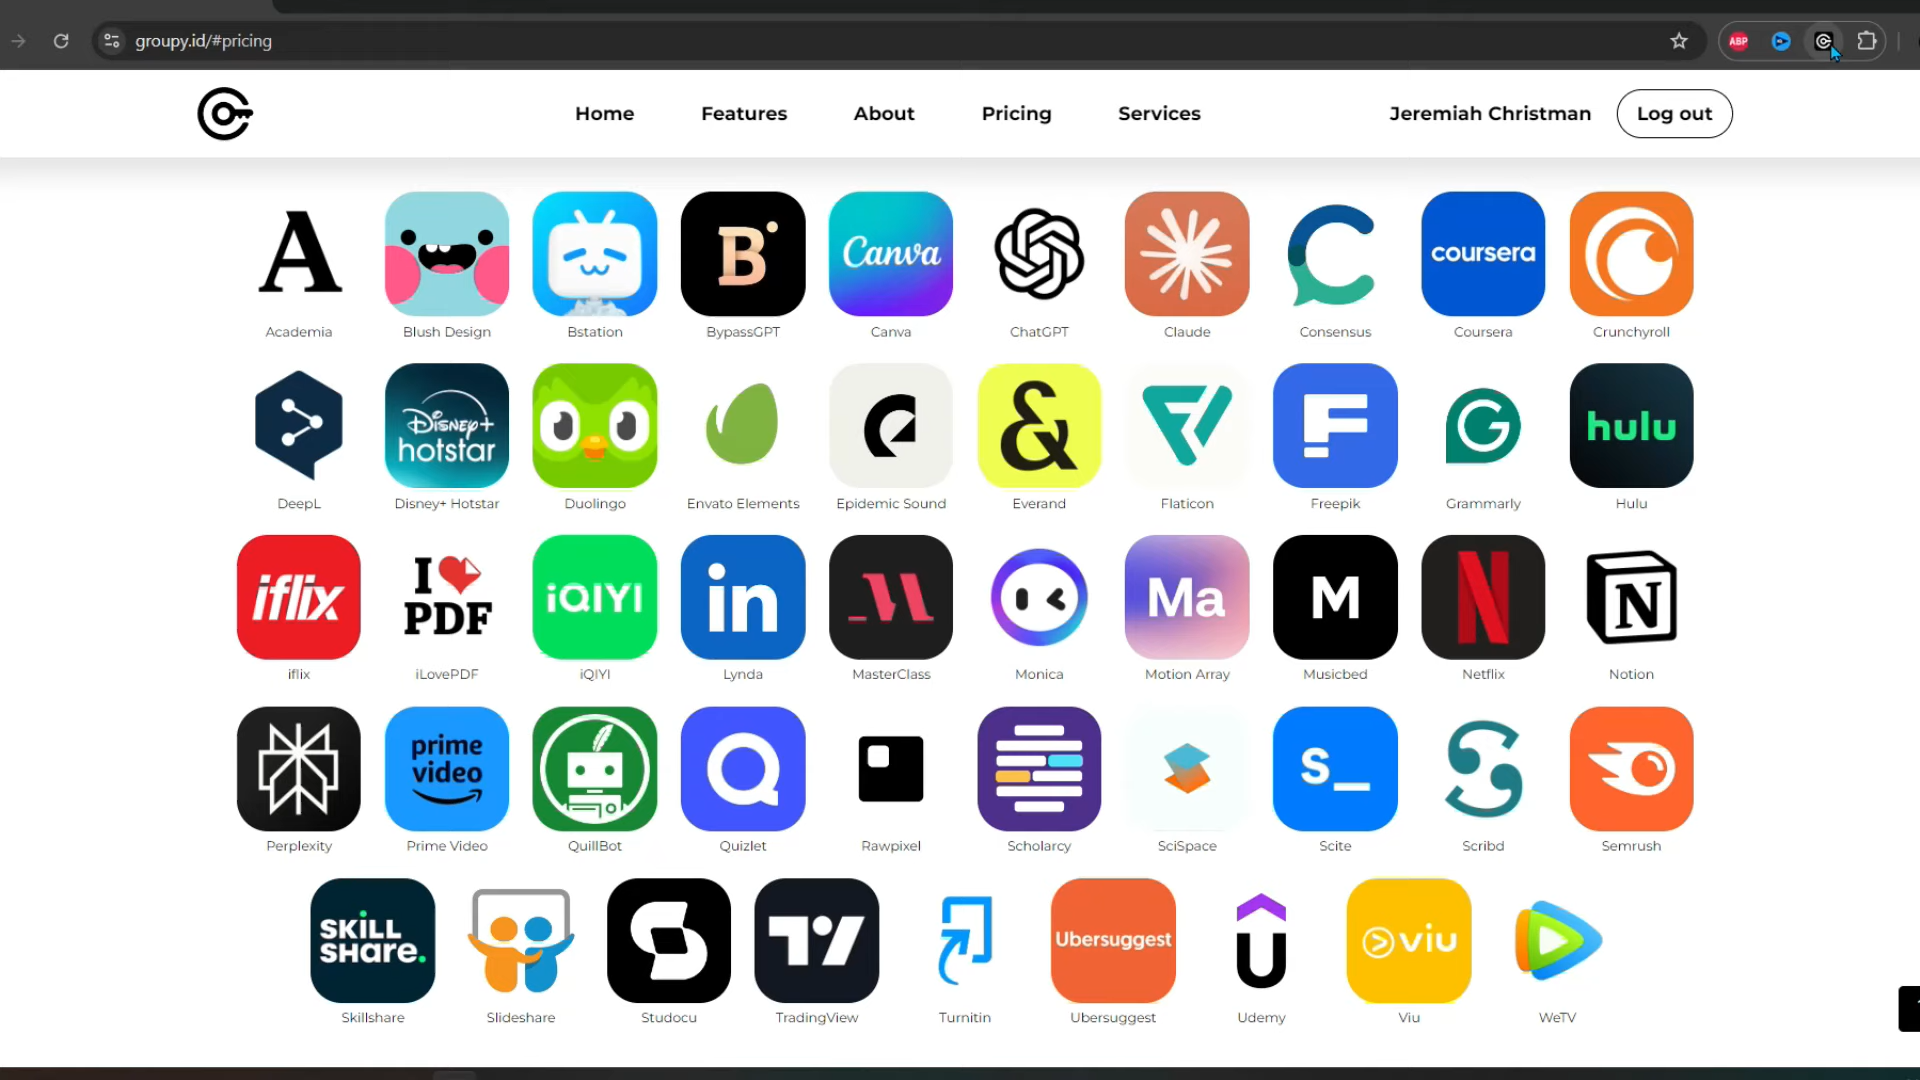 groupy.id/#pricing
ABP
Home Features About Pricing Services Jeremiah Christman Log out
A B Canva coursera
Academia Blush Design Bstation BypassGPT Canva ChatGPT Claude Consensus Coursera Crunchyroll
Disney+ hotstar & F G hulu
DeepL Disney+ Hotstar Duolingo Envato Elements Epidemic Sound Everand Flaticon Freepik Grammarly Hulu
iflix I PDF iQIYI in M Ma M N N
iflix iLovePDF iQIYI Lynda MasterClass Monica Motion Array Musicbed Netflix Notion
prime video Q S_ S
Perplexity Prime Video QuillBot Quizlet Rawpixel Scholarcy SciSpace Scite Scribd Semrush
SKILL SHARE. S TV Ubersuggest U viu
Skillshare Slideshare Studocu TradingView Turnitin Ubersuggest Udemy Viu WeTV